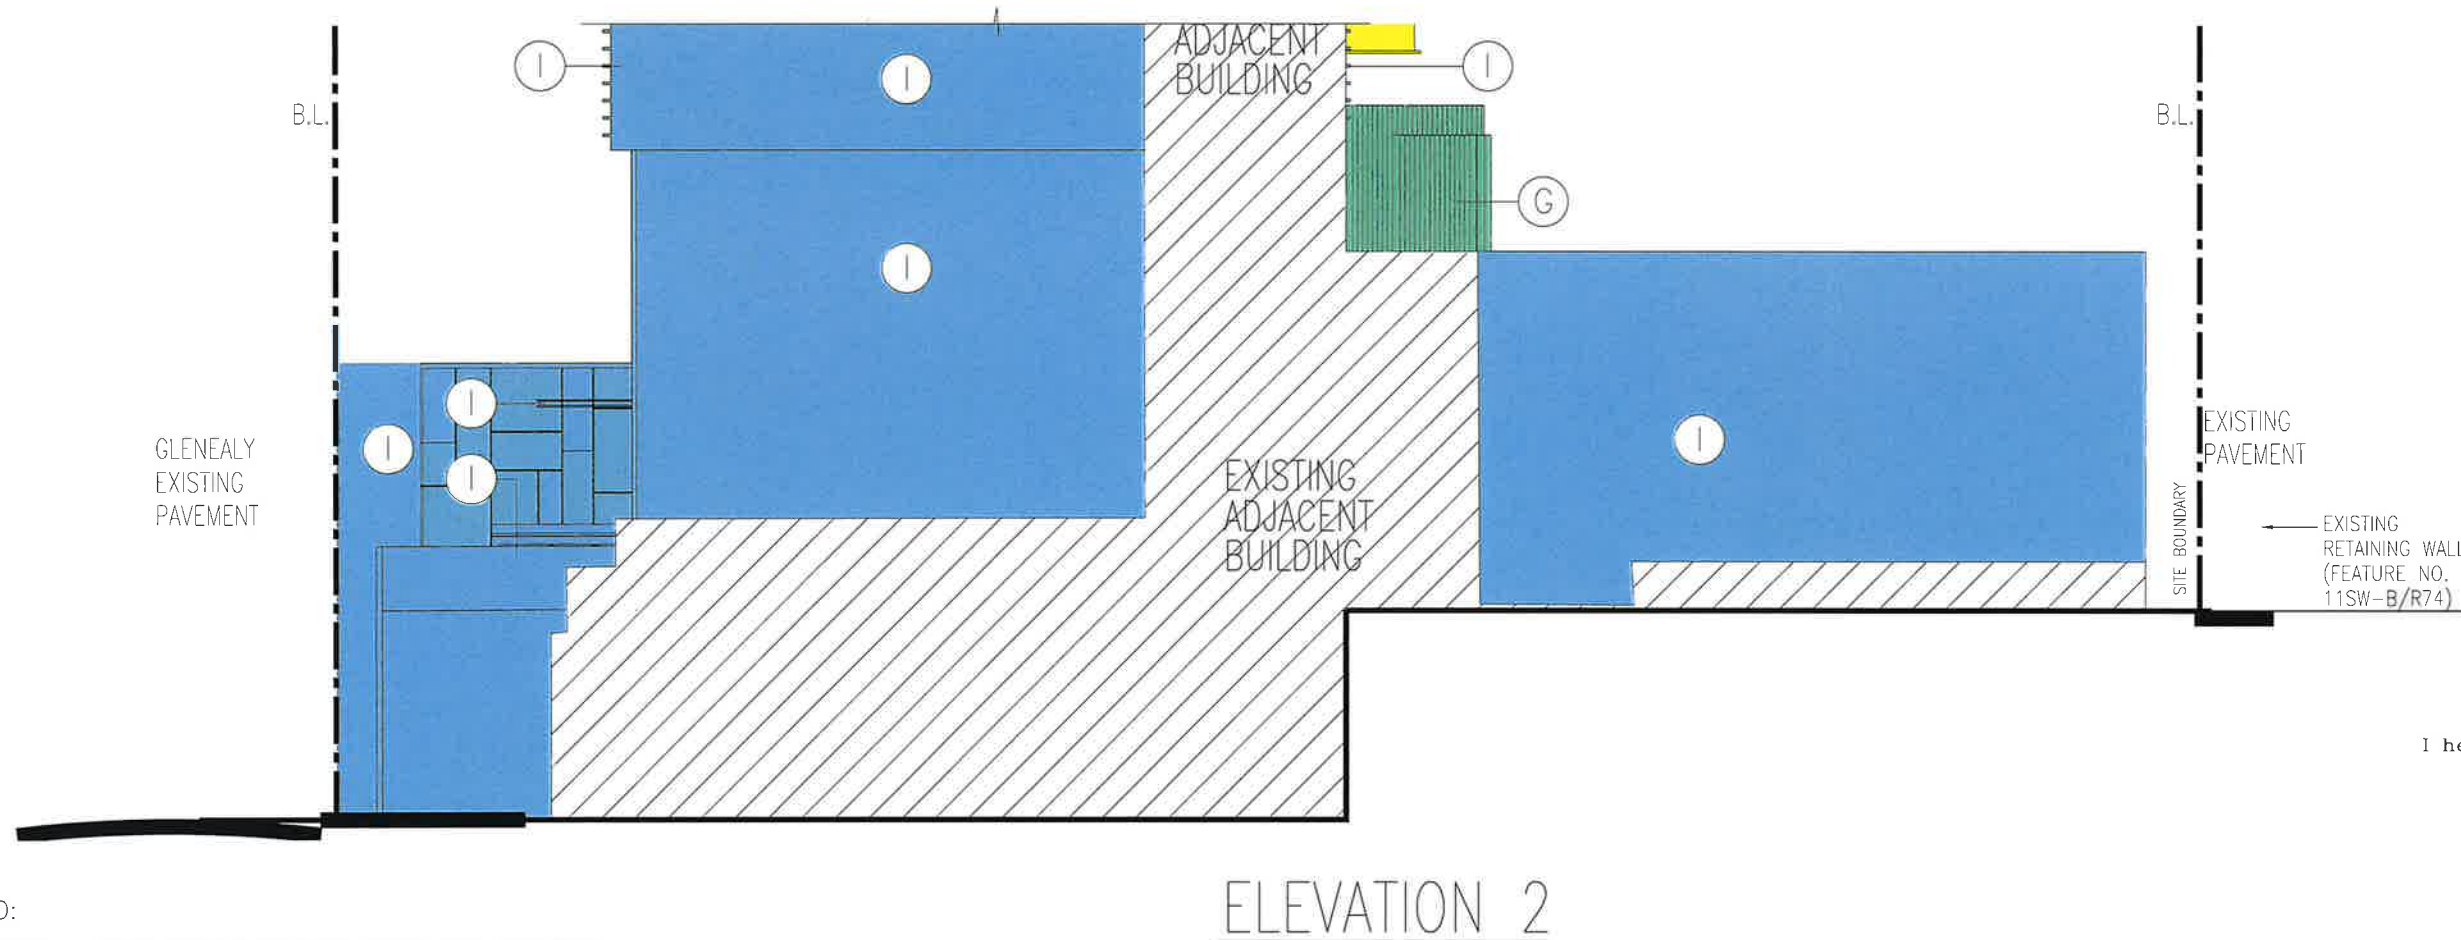 ADJACENT
BUILDING
I
I
I
B.L.
B.L.
G
I
I
I
I
I
GLENEALY
EXISTING
PAVEMENT
EXISTING
ADJACENT
BUILDING
EXISTING
PAVEMENT
SITE BOUNDARY
EXISTING
RETAINING WALL
(FEATURE NO.
11SW-B/R74)
I he
ELEVATION 2